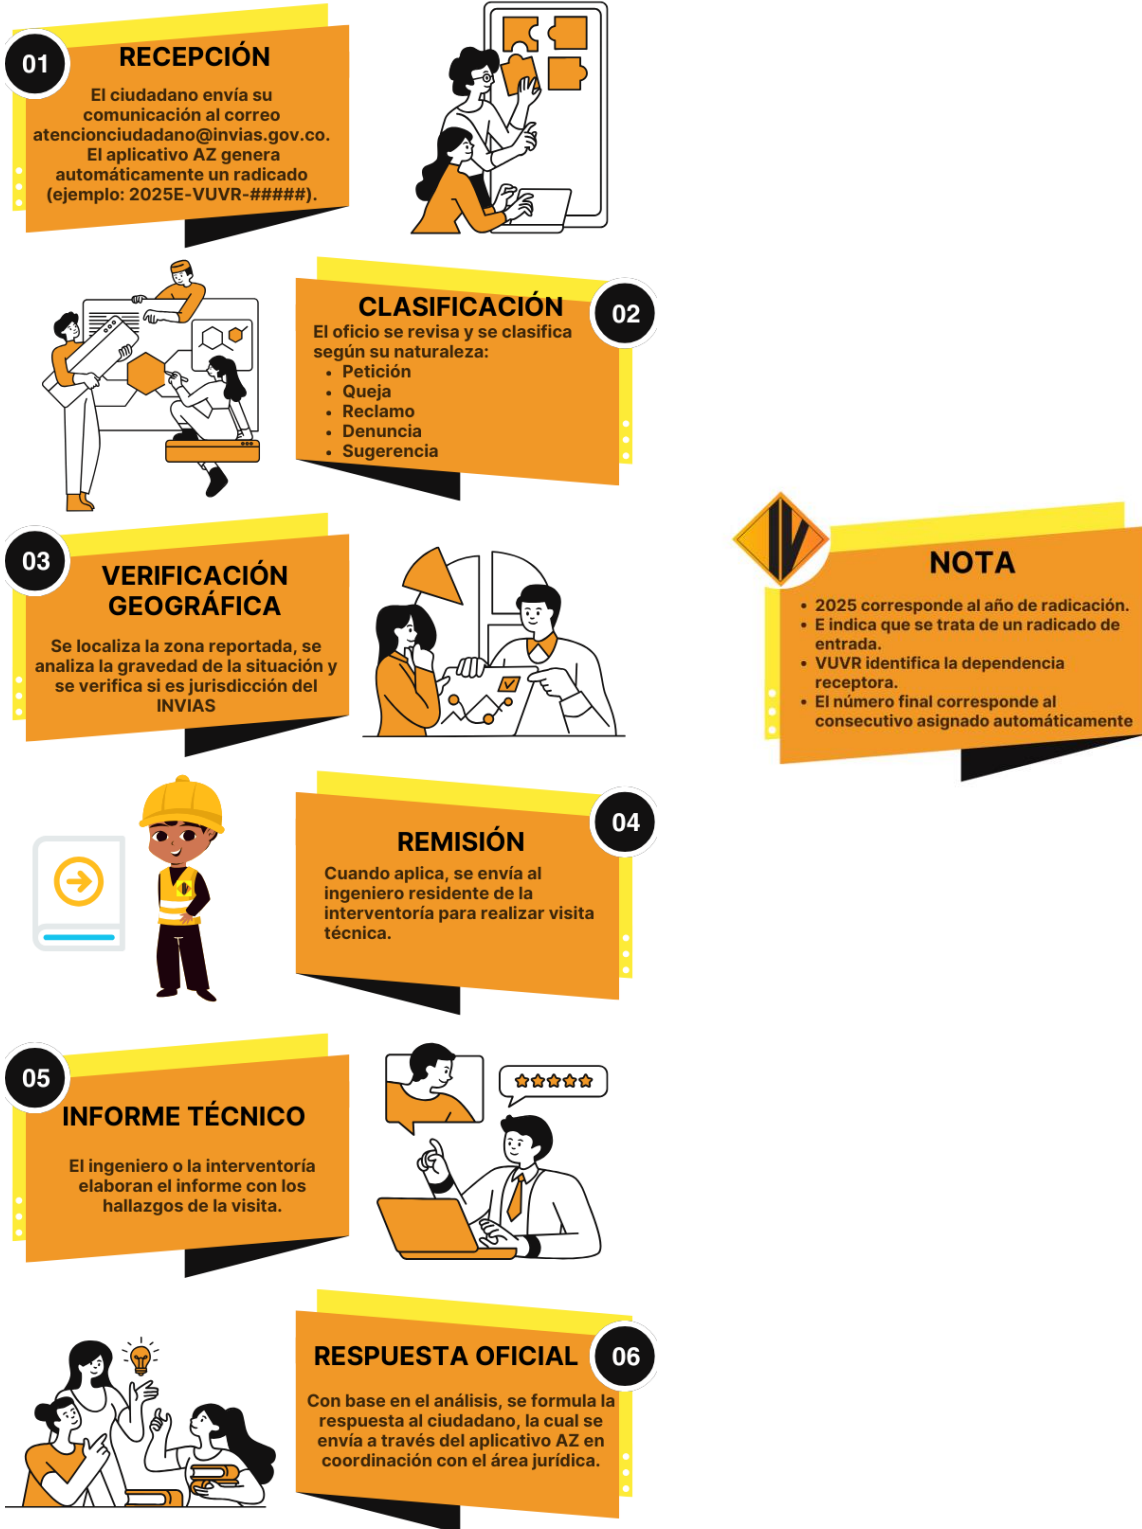 01
RECEPCIÓN
El ciudadano envía su
comunicación al correo
atencionciudadano@invias.gov.co.
El aplicativo AZ genera
automáticamente un radicado
(ejemplo: 2025E-VUVR-#####).
CLASIFICACIÓN
02
El oficio se revisa y se clasifica
según su naturaleza:
• Petición
• Queja
• Reclamo
• Denuncia
• Sugerencia
03
VERIFICACIÓN
GEOGRÁFICA
Se localiza la zona reportada, se
analiza la gravedad de la situación y
se verifica si es jurisdicción del
INVIAS
NOTA
• 2025 corresponde al año de radicación.
• E indica que se trata de un radicado de
entrada.
• VUVR identifica la dependencia
receptora.
• El número final corresponde al
consecutivo asignado automáticamente
04
REMISIÓN
Cuando aplica, se envía al
ingeniero residente de la
interventoría para realizar visita
técnica.
05
INFORME TÉCNICO
El ingeniero o la interventoría
elaboran el informe con los
hallazgos de la visita.
RESPUESTA OFICIAL
06
Con base en el análisis, se formula la
respuesta al ciudadano, la cual se
envía a través del aplicativo AZ en
coordinación con el área jurídica.